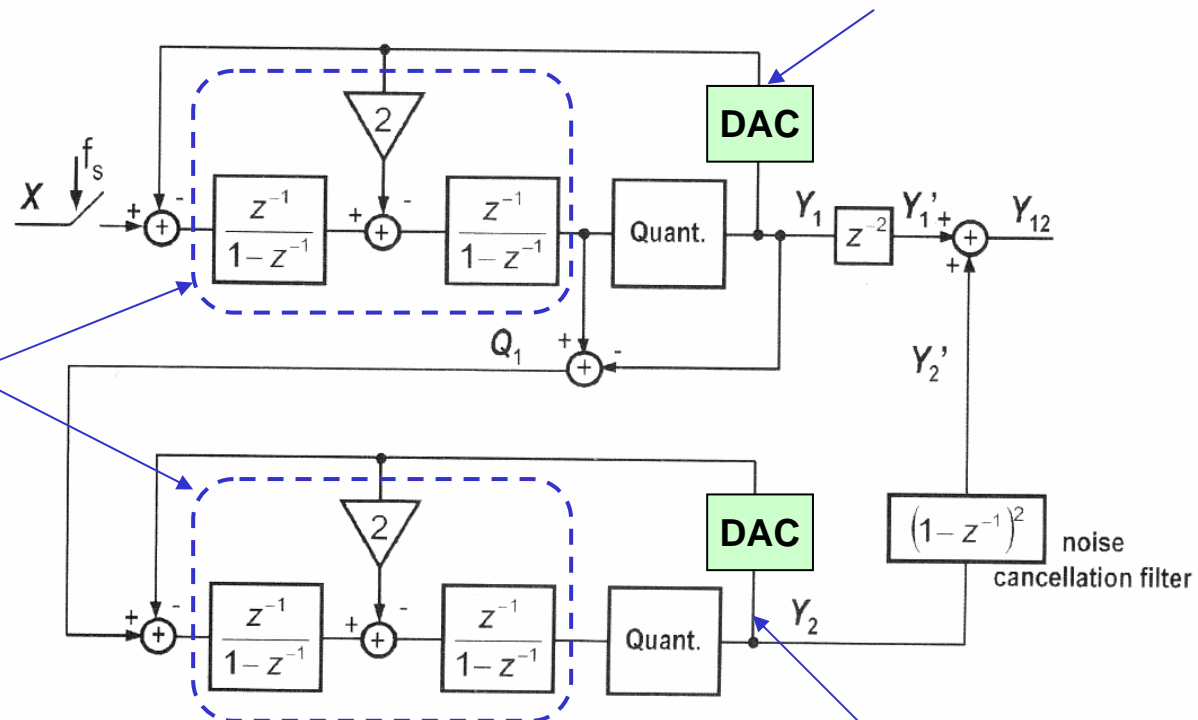 2
DAC
X
f_s
+
-
+
z^{-1}
1- z^{-1}
+
-
+
z^{-1}
1- z^{-1}
Quant.
Y_1
z^{-2}
Y_1'
+
+
+
Y_12
Q_1
+
-
+
Y_2'
2
DAC
(1- z^{-1})^2
noise
cancellation filter
+
-
+
z^{-1}
1- z^{-1}
+
-
+
z^{-1}
1- z^{-1}
Quant.
Y_2